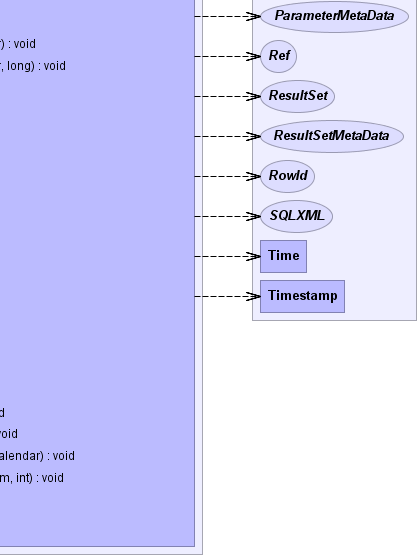 ParameterMetaData
r) : void
Ref
r, long) : void
ResultSet
ResultSetMetaData
RowId
SQLXML
Time
Timestamp
d
void
alendar) : void
m, int) : void